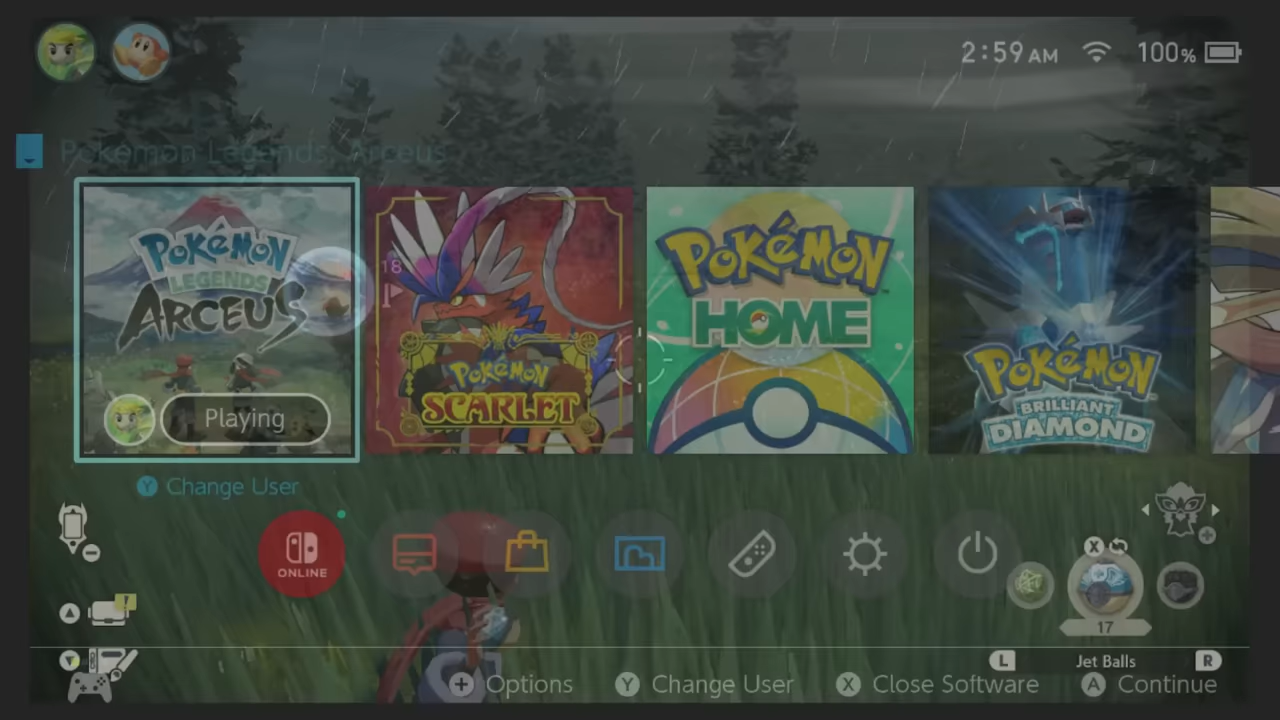 2:59 AM 100%
Pokémon Legends: Arceus
POKéMON
LEGENDS
ARCEUS
Playing
18
POKéMON
SCARLET
POKéMON
HOME
POKéMON
BRILLIANT
DIAMOND
Y Change User
ONLINE
X
17
L Jet Balls R
+ Options Y Change User X Close Software A Continue